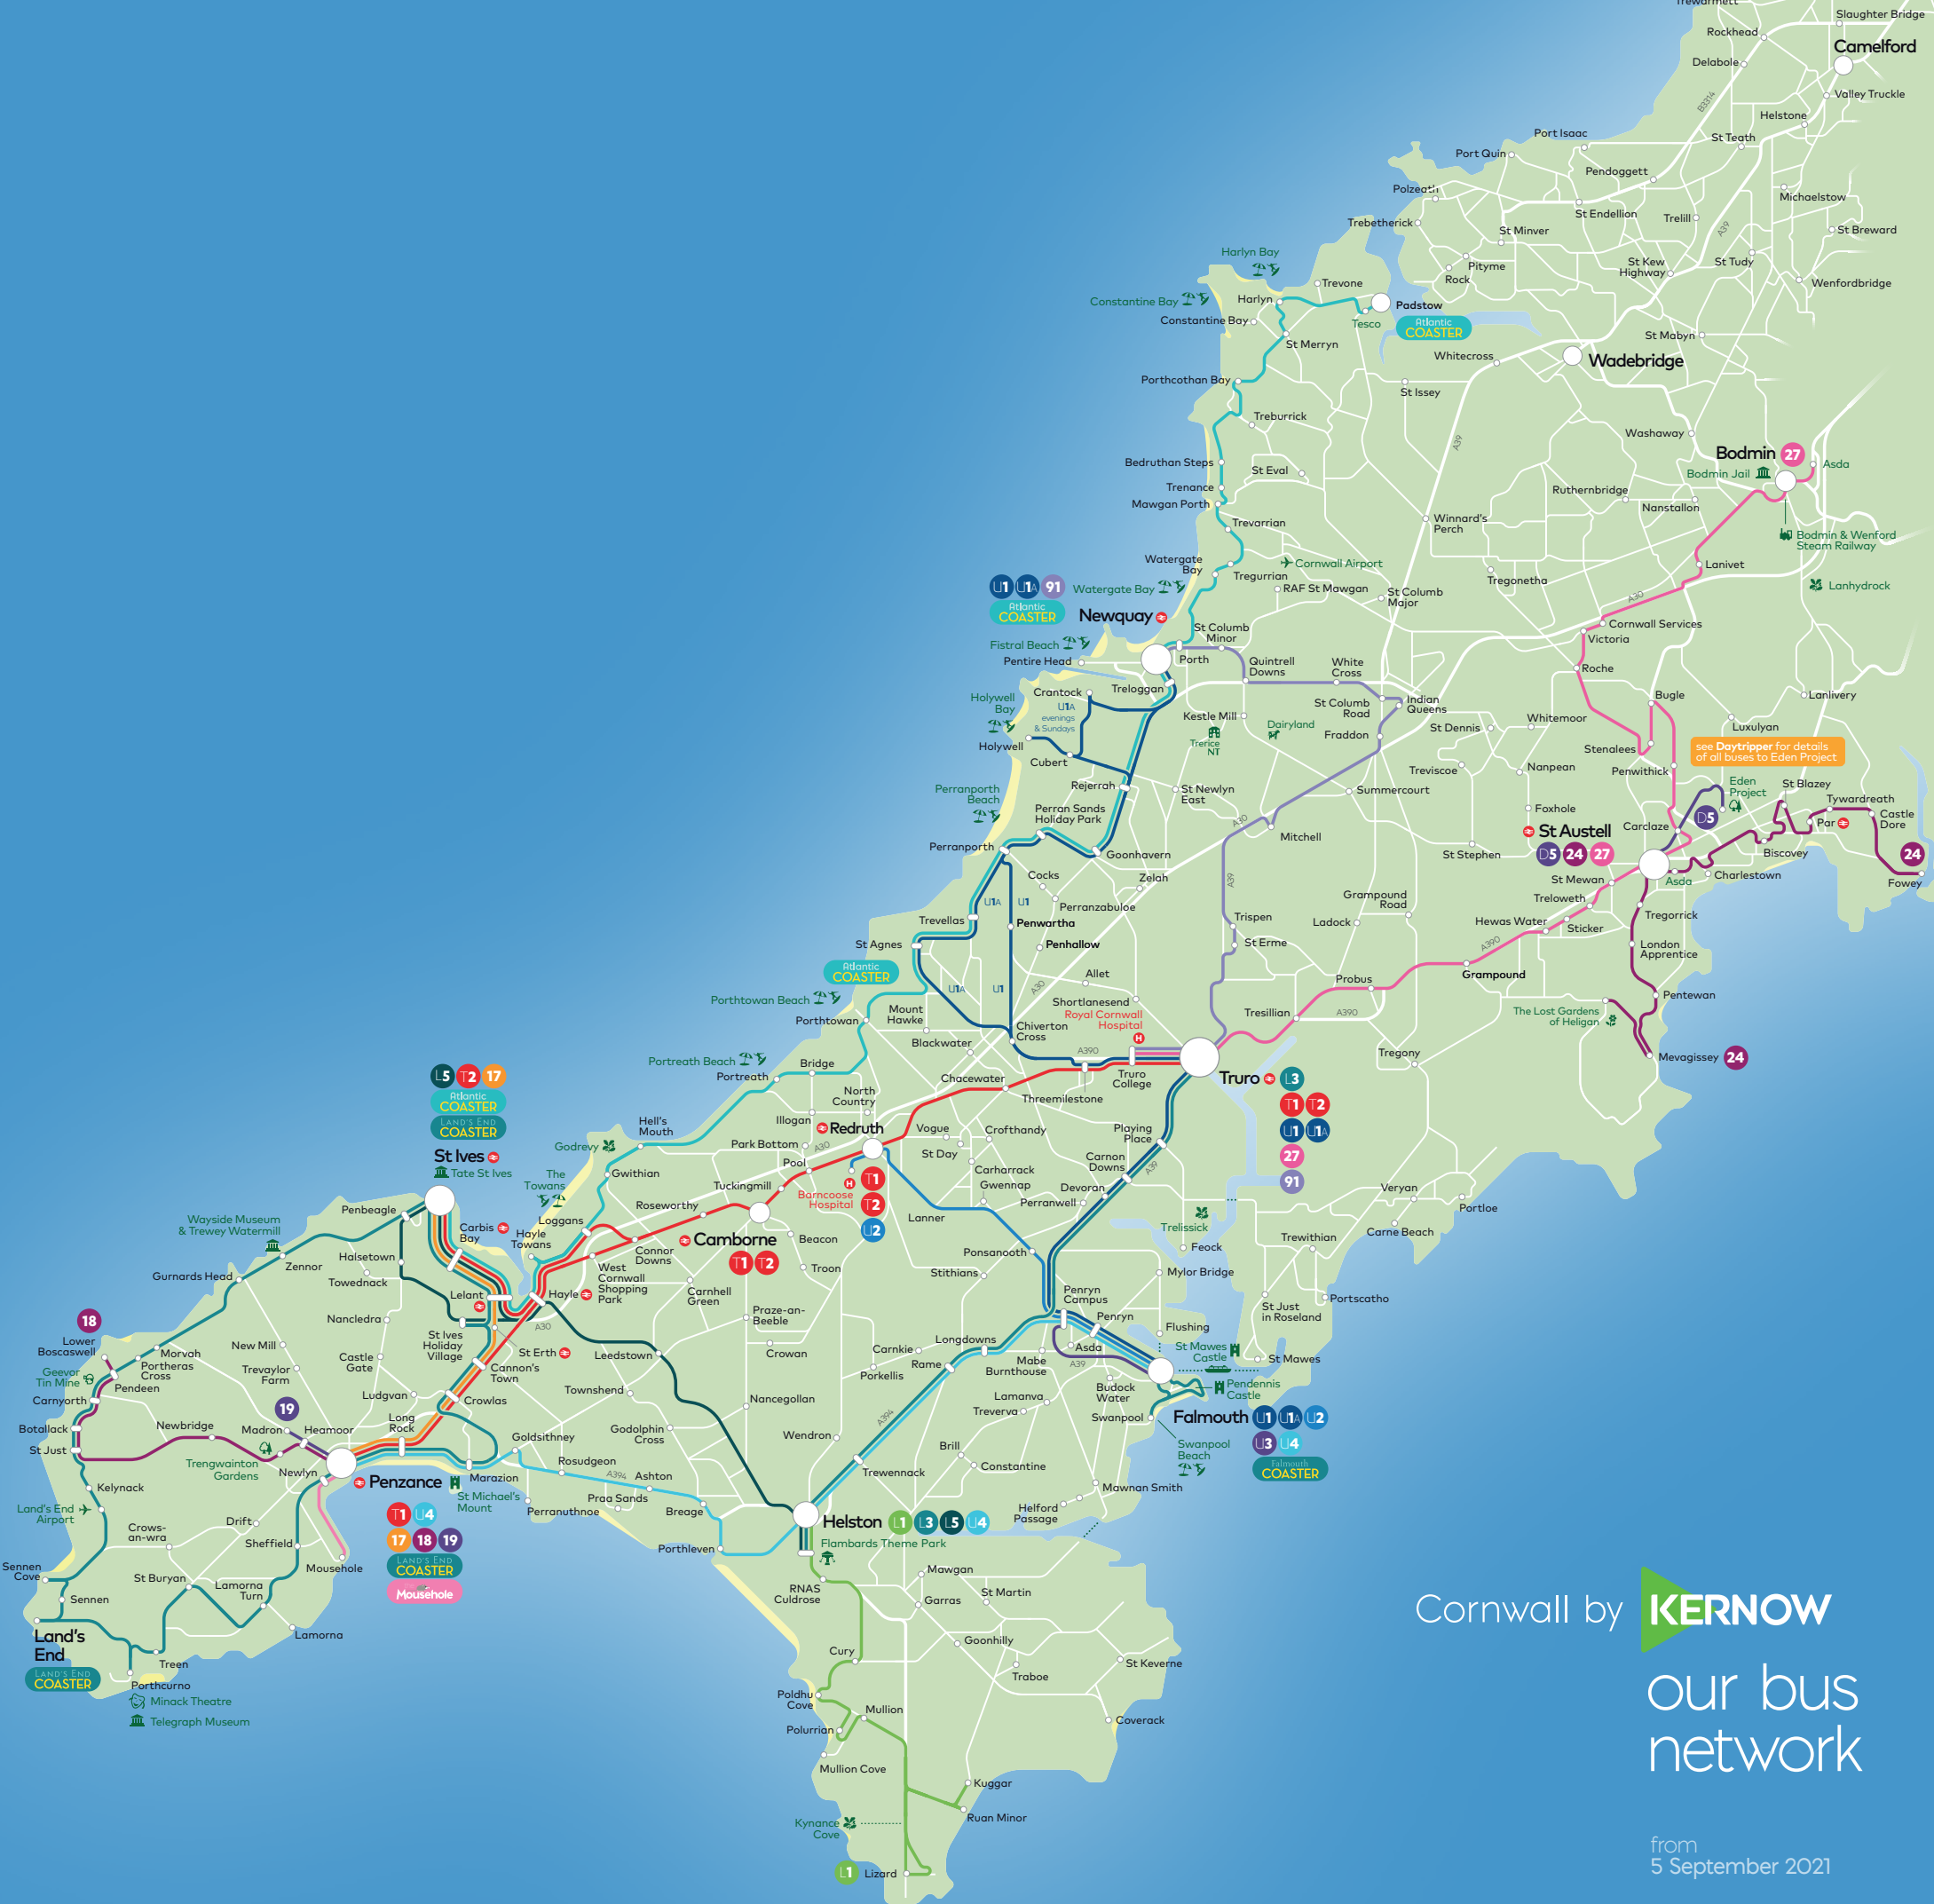 Trewarmett
Slaughter Bridge
Rockhead
Camelford
Delabole
Valley Truckle
B3314
Helstone
Port Isaac
St Teath
Port Quin
Pendoggett
Polzeath
Michaelstow
St Endellion
Trelill
Trebetherick
A39
St Minver
St Breward
Harlyn Bay
Pityme
St Kew
Highway
St Tudy
Rock
Trevone
Wenfordbridge
Constantine Bay
Harlyn
Padstow
Constantine Bay
Tesco
Atlantic
COASTER
St Merryn
St Mabyn
Whitecross
Wadebridge
Porthcothan Bay
St Issey
Treburrick
Washaway
A39
Bodmin 27
Bedruthan Steps
St Eval
Bodmin Jail
Asda
Trenance
Ruthernbridge
Mawgan Porth
Nanstallon
Trevarrian
Winnard's
Perch
Bodmin & Wenford
Steam Railway
Watergate
Bay
Cornwall Airport
Lanivet
Tregurrian
Tregonetha
U1 U1A 91
Watergate Bay
RAF St Mawgan
St Columb
Major
Lanhydrock
A30
Atlantic
COASTER
Newquay
St Columb
Minor
Cornwall Services
Victoria
Fistral Beach
Pentire Head
Porth
Quintrell
Downs
White
Cross
Roche
Treloggan
Crantock
Holywell
Bay
U1A
evenings
& Sundays
St Columb
Road
Indian
Queens
Bugle
Lanlivery
Kestle Mill
Dairyland
Whitemoor
Luxulyan
Trerice
NT
Fraddon
St Dennis
Holywell
Stenalees
see Daytripper for details
of all buses to Eden Project
Cubert
Treviscoe
Nanpean
Penwithick
Rejerrah
St Newlyn
East
Summercourt
Eden
Project
St Blazey
Perranporth
Beach
Perran Sands
Holiday Park
Foxhole
D5
Tywardreath
Castle
Dore
A30
Mitchell
St Austell
Carclaze
Par
Perranporth
Goonhavern
St Stephen
D5 24 27
Biscovey
24
Cocks
Zelah
A39
St Mewan
Asda
Charlestown
Fowey
U1A
U1
Perranzabuloe
Grampound
Road
Treloweth
Trevellas
Penwartha
Trispen
Ladock
Hewas Water
Sticker
Tregorrick
St Agnes
Penhallow
St Erme
A390
London
Apprentice
Atlantic
COASTER
Allet
Probus
Grampound
U1A
U1
A30
Porthtowan Beach
Shortlanesend
Royal Cornwall
Hospital
Pentewan
Porthtowan
Mount
Hawke
Chiverton
Cross
Tresillian
A390
The Lost Gardens
of Heligan
Blackwater
A390
Tregony
Mevagissey 24
Portreath Beach
Bridge
Truro
College
L5 T2 17
Portreath
Chacewater
Truro L3
Atlantic
COASTER
North
Country
Threemilestone
T1 T2
Land's End
COASTER
Hell's
Mouth
Illogan
Redruth
Vogue
Crofthandy
Playing
Place
U1 U1A
Godrevy
Park Bottom
A30
St Day
27
St Ives
Tate St Ives
Gwithian
Pool
Carharrack
Carnon
Downs
A39
91
The
Towans
Tuckingmill
T1
Barncoose
Hospital
T2
Gwennap
Devoran
Veryan
Penbeagle
Roseworthy
U2
Lanner
Perranwell
Portloe
Wayside Museum
& Trewey Watermill
Carbis
Bay
Loggans
Hayle
Towans
Connor
Downs
Camborne
Beacon
Trelissick
Carne Beach
Zennor
Halsetown
T1 T2
Ponsanooth
Feock
Trewithian
Gurnards Head
Towednack
West
Cornwall
Shopping
Park
Troon
Stithians
Mylor Bridge
Lelant
Hayle
Carnhell
Green
Penryn
Campus
St Just
in Roseland
Portscatho
18
Nancledra
A30
Praze-an-
Beeble
Penryn
Flushing
Lower
Boscaswell
New Mill
St Ives
Holiday
Village
St Erth
Leedstown
Crowan
Carnkie
Longdowns
Asda
St Mawes
Castle
St Mawes
Morvah
Castle
Gate
Geevor
Tin Mine
Portheras
Cross
Trevaylor
Farm
Cannon's
Town
Porkellis
Rame
Mabe
Burnthouse
A39
Pendeen
Townshend
Budock
Water
Pendennis
Castle
Carnyorth
19
Ludgvan
Crowlas
Nancegollan
Lamanva
Botallack
Newbridge
Madron
Heamoor
Long
Rock
Godolphin
Cross
A394
Treverva
Swanpool
Falmouth U1 U1A U2
St Just
Goldsithney
Wendron
Brill
Swanpool
Beach
U3 U4
Trengwainton
Gardens
Newlyn
Rosudgeon
Trewennack
Constantine
Falmouth
COASTER
Penzance
Marazion
A394
Ashton
Kelynack
St Michael's
Mount
Praa Sands
Mawnan Smith
Land's End
Airport
Perranuthnoe
Breage
Helford
Passage
Crows-
an-wra
Drift
T1 U4
Helston L1 L3 L5 U4
Sheffield
17 18 19
Porthleven
Flambards Theme Park
Sennen
Cove
Mousehole
Land's End
COASTER
St Buryan
Lamorna
Turn
Mousehole
RNAS
Culdrose
Mawgan
Sennen
St Martin
Garras
Land's
End
Lamorna
Cornwall by KERNOW
Goonhilly
Land's End
COASTER
Treen
Cury
St Keverne
Porthcurno
Traboe
Minack Theatre
Poldhu
Cove
our bus
network
Telegraph Museum
Mullion
Polurrian
Coverack
Mullion Cove
Kuggar
Ruan Minor
Kynance
Cove
from
5 September 2021
L1 Lizard